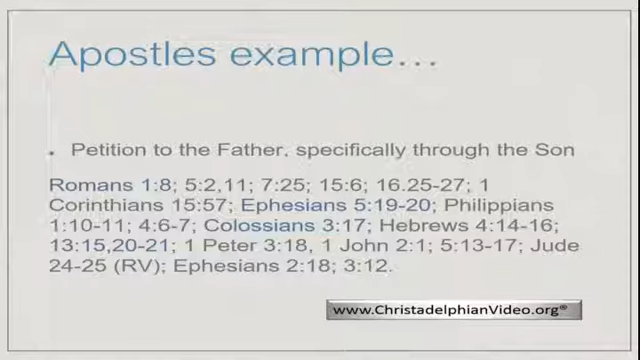 Apostles example…
• Petition to the Father, specifically through the Son
Romans 1:8; 5:2,11; 7:25; 15:6; 16.25-27; 1
Corinthians 15:57; Ephesians 5:19-20; Philippians
1:10-11; 4:6-7; Colossians 3:17; Hebrews 4:14-16;
13:15,20-21; 1 Peter 3:18, 1 John 2:1; 5:13-17; Jude
24-25 (RV); Ephesians 2:18; 3:12.
www.ChristadelphianVideo.org®